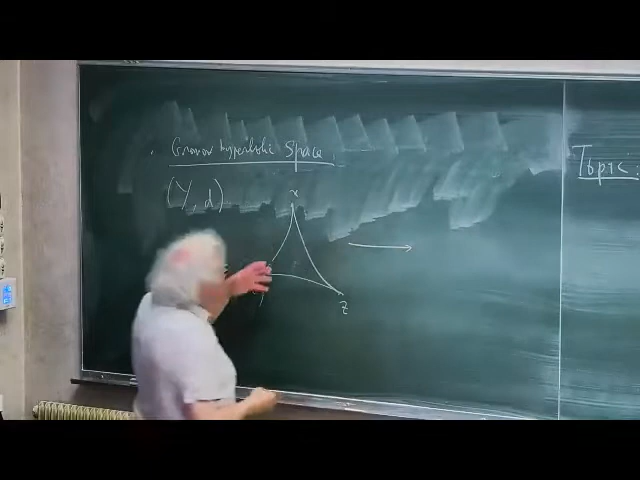 Gromov hyperbolic Space
(Y, d)
x
z
Topic: